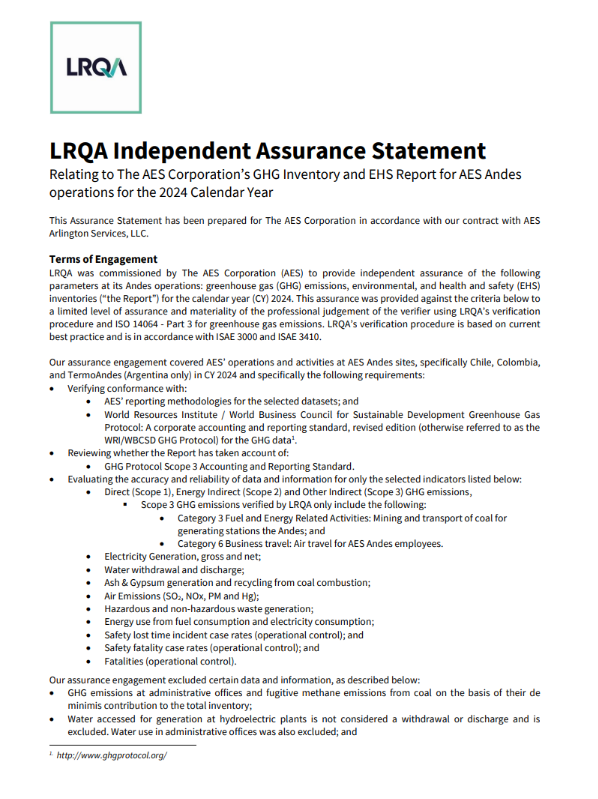 LRQA
LRQA Independent Assurance Statement
Relating to The AES Corporation's GHG Inventory and EHS Report for AES Andes
operations for the 2024 Calendar Year
This Assurance Statement has been prepared for The AES Corporation in accordance with our contract with AES
Arlington Services, LLC.
Terms of Engagement
LRQA was commissioned by The AES Corporation (AES) to provide independent assurance of the following
parameters at its Andes operations: greenhouse gas (GHG) emissions, environmental, and health and safety (EHS)
inventories ("the Report") for the calendar year (CY) 2024. This assurance was provided against the criteria below to
a limited level of assurance and materiality of the professional judgement of the verifier using LRQA's verification
procedure and ISO 14064 - Part 3 for greenhouse gas emissions. LRQA's verification procedure is based on current
best practice and is in accordance with ISAE 3000 and ISAE 3410.
Our assurance engagement covered AES' operations and activities at AES Andes sites, specifically Chile, Colombia,
and TermoAndes (Argentina only) in CY 2024 and specifically the following requirements:
• Verifying conformance with:
• AES' reporting methodologies for the selected datasets; and
• World Resources Institute / World Business Council for Sustainable Development Greenhouse Gas
Protocol: A corporate accounting and reporting standard, revised edition (otherwise referred to as the
WRI/WBCSD GHG Protocol) for the GHG data¹.
• Reviewing whether the Report has taken account of:
• GHG Protocol Scope 3 Accounting and Reporting Standard.
• Evaluating the accuracy and reliability of data and information for only the selected indicators listed below:
• Direct (Scope 1), Energy Indirect (Scope 2) and Other Indirect (Scope 3) GHG emissions,
▪ Scope 3 GHG emissions verified by LRQA only include the following:
• Category 3 Fuel and Energy Related Activities: Mining and transport of coal for
generating stations the Andes; and
• Category 6 Business travel: Air travel for AES Andes employees.
• Electricity Generation, gross and net;
• Water withdrawal and discharge;
• Ash & Gypsum generation and recycling from coal combustion;
• Air Emissions (SO₂, NOx, PM and Hg);
• Hazardous and non-hazardous waste generation;
• Energy use from fuel consumption and electricity consumption;
• Safety lost time incident case rates (operational control); and
• Safety fatality case rates (operational control); and
• Fatalities (operational control).
Our assurance engagement excluded certain data and information, as described below:
• GHG emissions at administrative offices and fugitive methane emissions from coal on the basis of their de
minimis contribution to the total inventory;
• Water accessed for generation at hydroelectric plants is not considered a withdrawal or discharge and is
excluded. Water use in administrative offices was also excluded; and
¹ http://www.ghgprotocol.org/